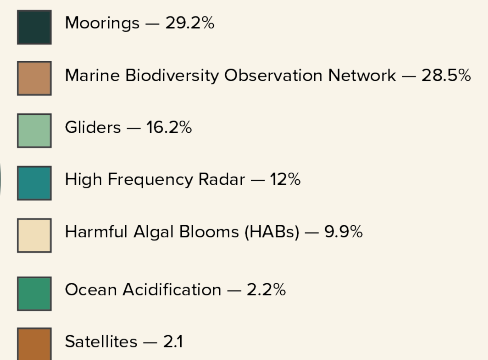 Moorings — 29.2%
Marine Biodiversity Observation Network — 28.5%
Gliders — 16.2%
High Frequency Radar — 12%
Harmful Algal Blooms (HABs) — 9.9%
Ocean Acidification — 2.2%
Satellites — 2.1